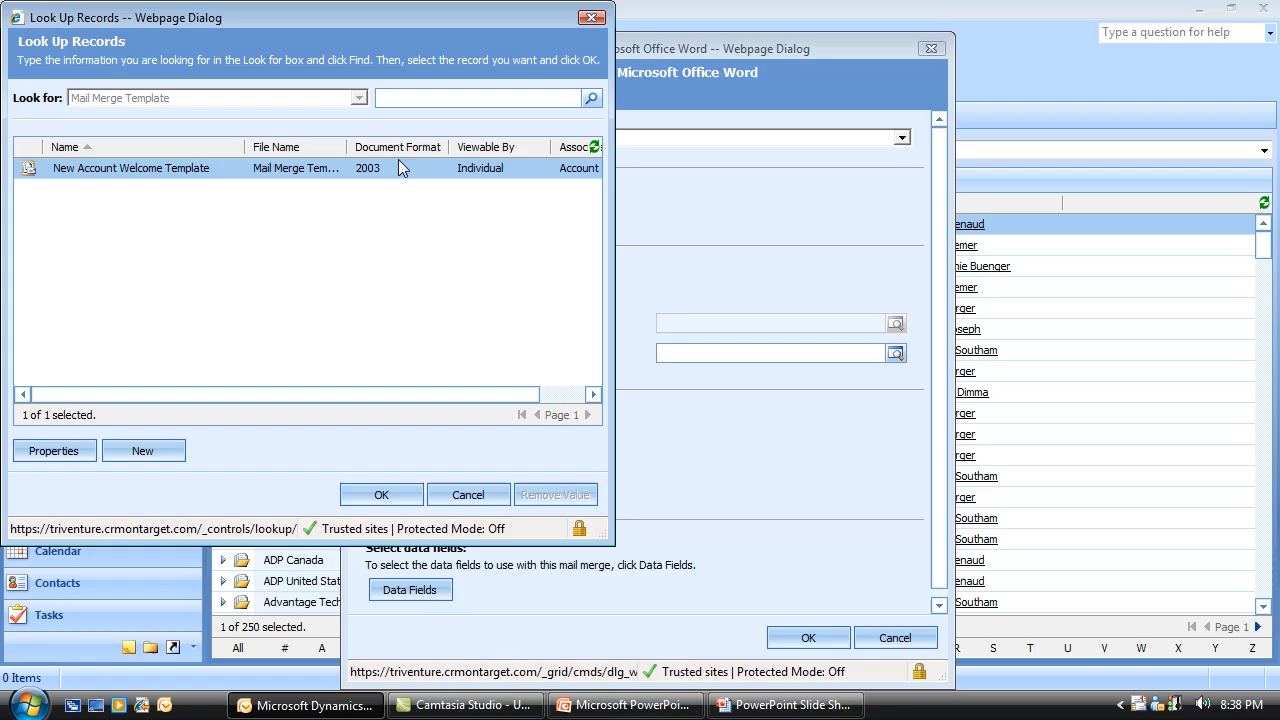 Look Up Records -- Webpage Dialog
Look Up Records
Type the information you are looking for in the Look for box and click Find. Then, select the record you want and click OK.
Look for: Mail Merge Template
Name File Name Document Format Viewable By Assoc
New Account Welcome Template Mail Merge Tem... 2003 Individual Account
1 of 1 selected. Page 1
Properties New
OK Cancel Remove Value
https://triventure.crmontarget.com/_controls/lookup/ Trusted sites | Protected Mode: Off
osoft Office Word -- Webpage Dialog
Microsoft Office Word
Select data fields:
To select the data fields to use with this mail merge, click Data Fields.
Data Fields
OK Cancel
https://triventure.crmontarget.com/_grid/cmds/dlg_w Trusted sites | Protected Mode: Off
Type a question for help
enaud
emer
nie Buenger
emer
rger
oseph
Southam
rger
Dimma
rger
rger
rger
Southam
rger
Southam
Southam
enaud
enaud
Southam
Page 1
R S T U V W X Y Z
Calendar
Contacts
Tasks
ADP Canada
ADP United Stat
Advantage Tech
1 of 250 selected.
All # A
0 Items
Microsoft Dynamics... Camtasia Studio - U... Microsoft PowerPoi... PowerPoint Slide Sh... 8:38 PM